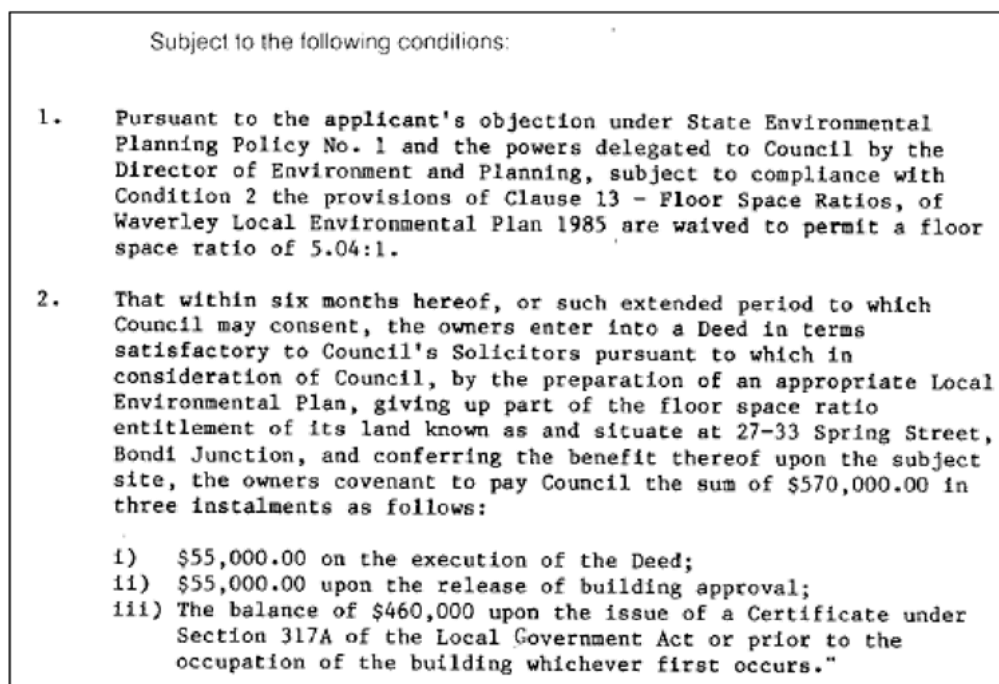 Subject to the following conditions:
1. Pursuant to the applicant's objection under State Environmental
Planning Policy No. 1 and the powers delegated to Council by the
Director of Environment and Planning, subject to compliance with
Condition 2 the provisions of Clause 13 - Floor Space Ratios, of
Waverley Local Environmental Plan 1985 are waived to permit a floor
space ratio of 5.04:1.
2. That within six months hereof, or such extended period to which
Council may consent, the owners enter into a Deed in terms
satisfactory to Council's Solicitors pursuant to which in
consideration of Council, by the preparation of an appropriate Local
Environmental Plan, giving up part of the floor space ratio
entitlement of its land known as and situate at 27-33 Spring Street,
Bondi Junction, and conferring the benefit thereof upon the subject
site, the owners covenant to pay Council the sum of $570,000.00 in
three instalments as follows:
i) $55,000.00 on the execution of the Deed;
ii) $55,000.00 upon the release of building approval;
iii) The balance of $460,000 upon the issue of a Certificate under
Section 317A of the Local Government Act or prior to the
occupation of the building whichever first occurs."